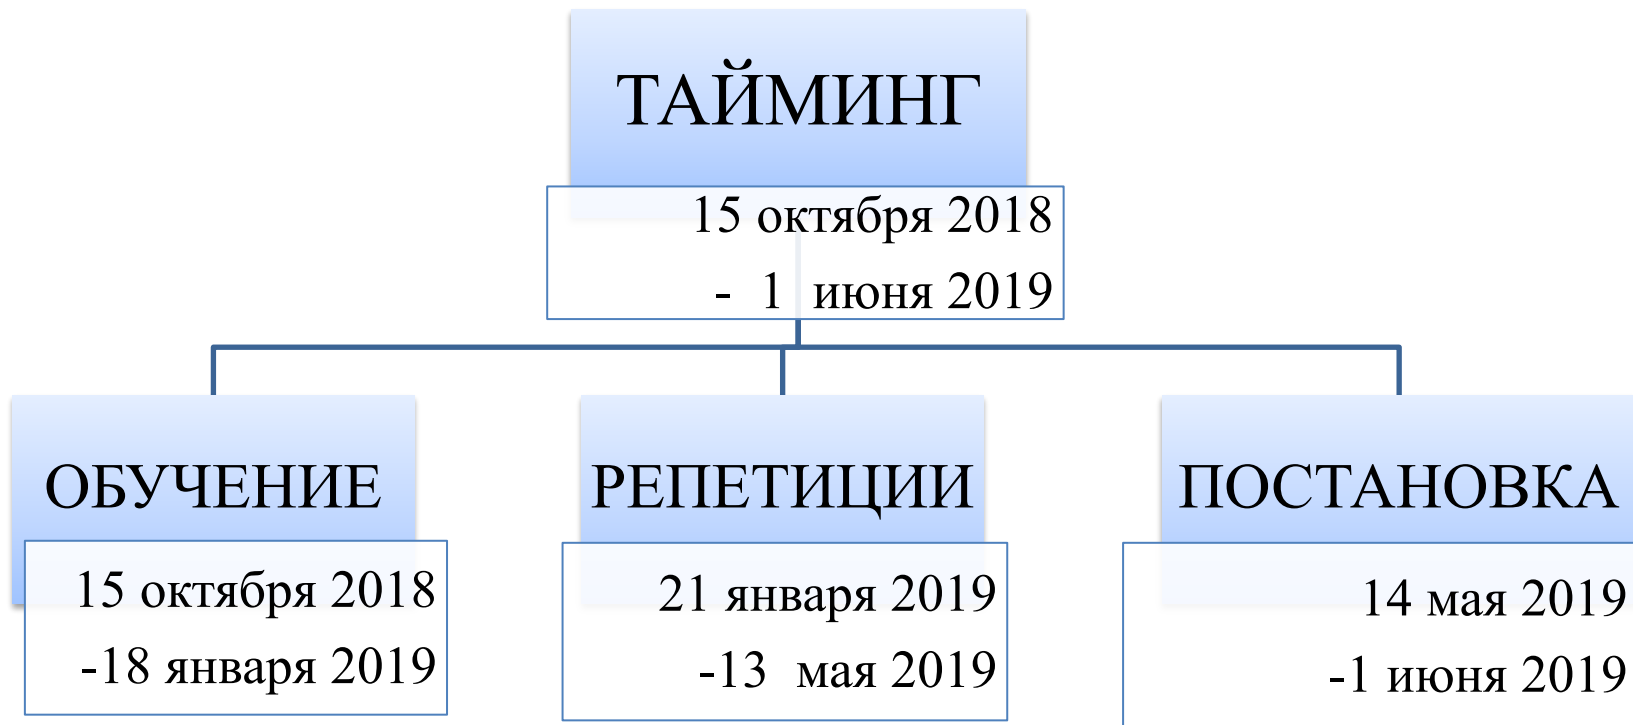 ТАЙМИНГ
15 октября 2018
- 1 июня 2019
ОБУЧЕНИЕ
15 октября 2018
-18 января 2019
РЕПЕТИЦИИ
21 января 2019
-13 мая 2019
ПОСТАНОВКА
14 мая 2019
-1 июня 2019